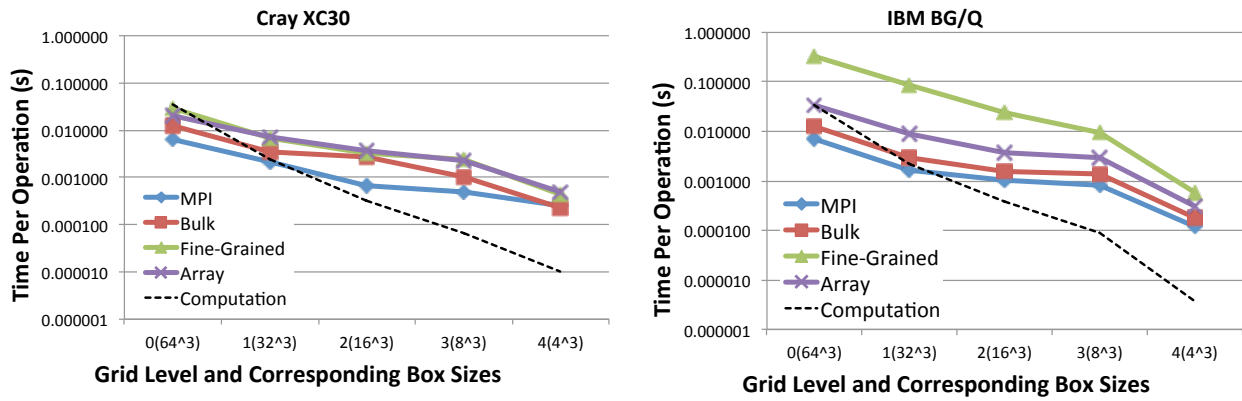 Cray XC30
Time Per Operation (s)
1.000000
0.100000
0.010000
0.001000
0.000100
0.000010
0.000001
MPI
Bulk
Fine-Grained
Array
Computation
0(64^3) 1(32^3) 2(16^3) 3(8^3) 4(4^3)
Grid Level and Corresponding Box Sizes
IBM BG/Q
Time Per Operation (s)
1.000000
0.100000
0.010000
0.001000
0.000100
0.000010
0.000001
MPI
Bulk
Fine-Grained
Array
Computation
0(64^3) 1(32^3) 2(16^3) 3(8^3) 4(4^3)
Grid Level and Corresponding Box Sizes